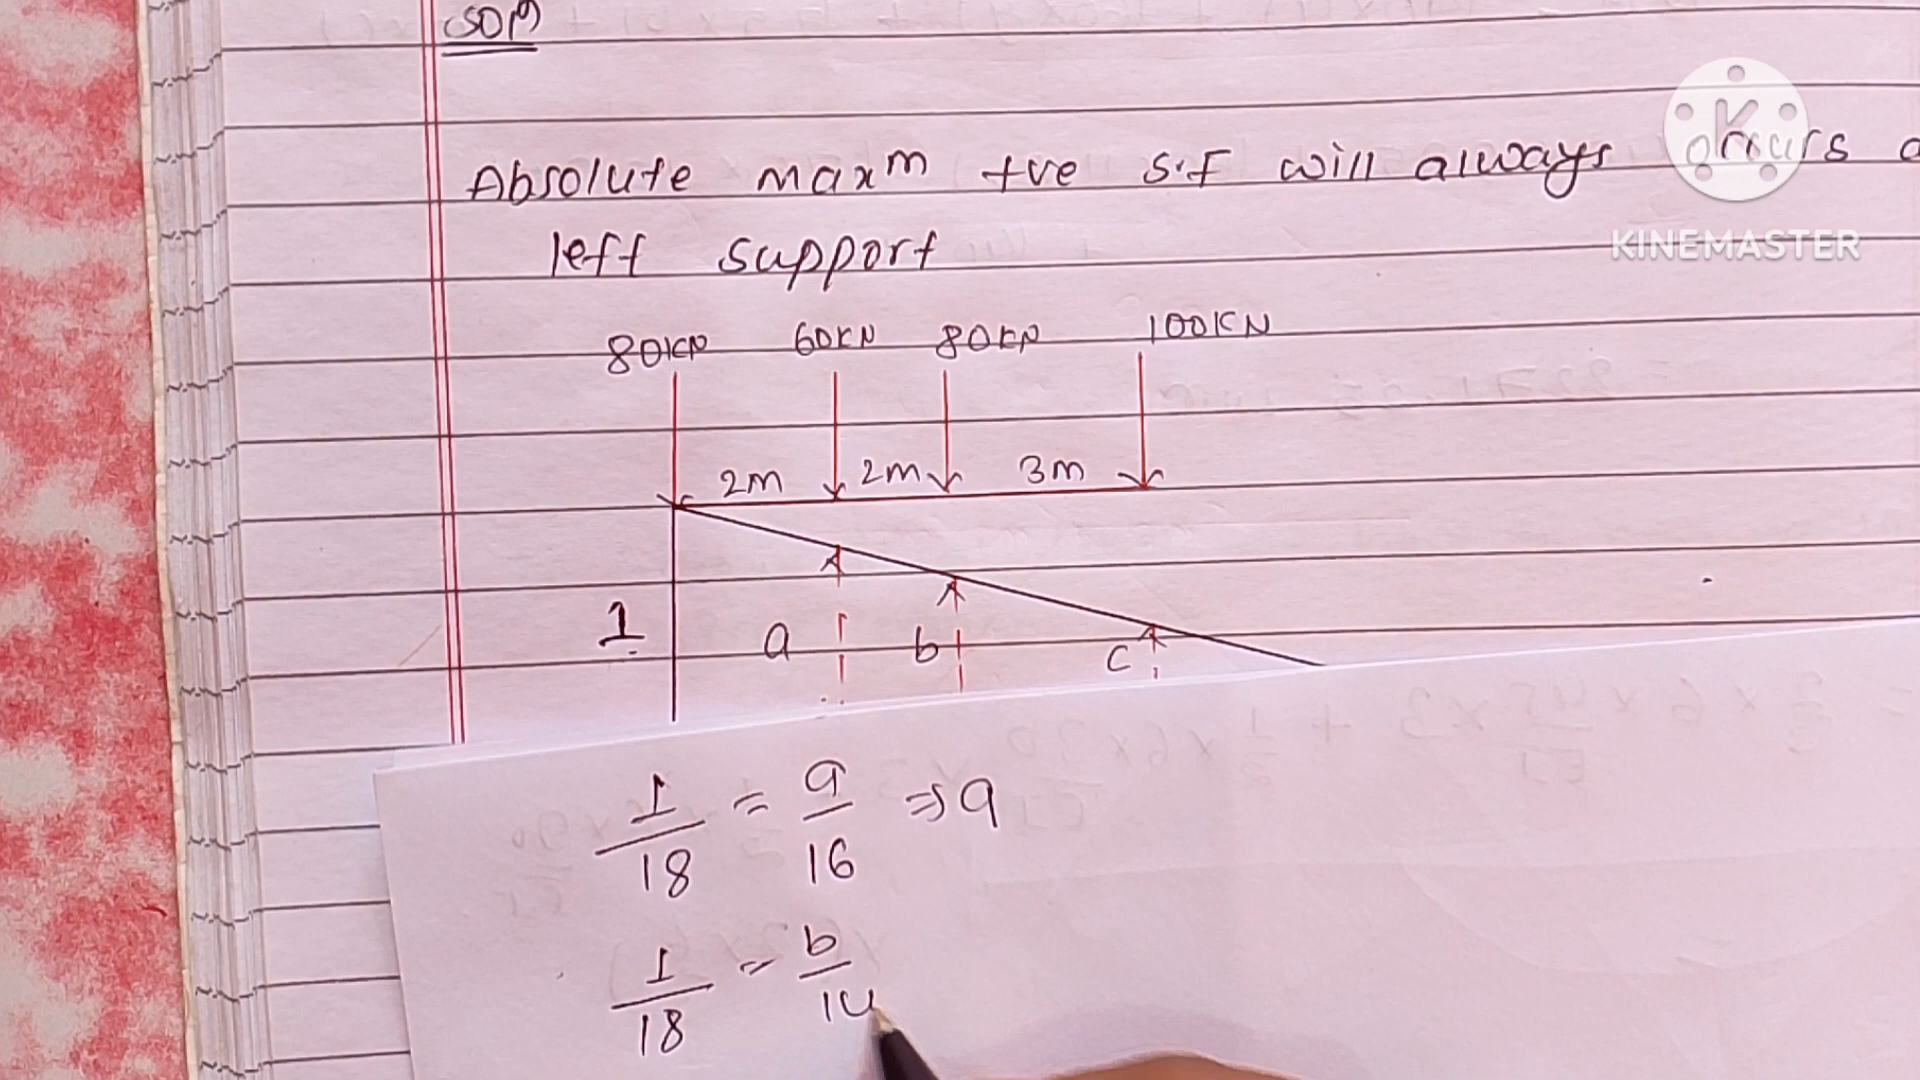 SOlⁿ
Absolute maxᵐ +ve S.F will always occurs a
left support
80KN 60KN 80KN 100KN
2m 2m 3m
1 a b c
1/18 = a/16 ⇒ a
1/18 = b/14
KINEMASTER